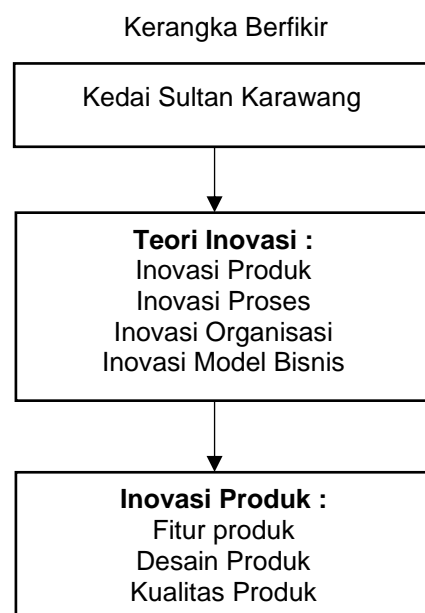 Kerangka Berfikir
Kedai Sultan Karawang
Teori Inovasi :
Inovasi Produk
Inovasi Proses
Inovasi Organisasi
Inovasi Model Bisnis
Inovasi Produk :
Fitur produk
Desain Produk
Kualitas Produk